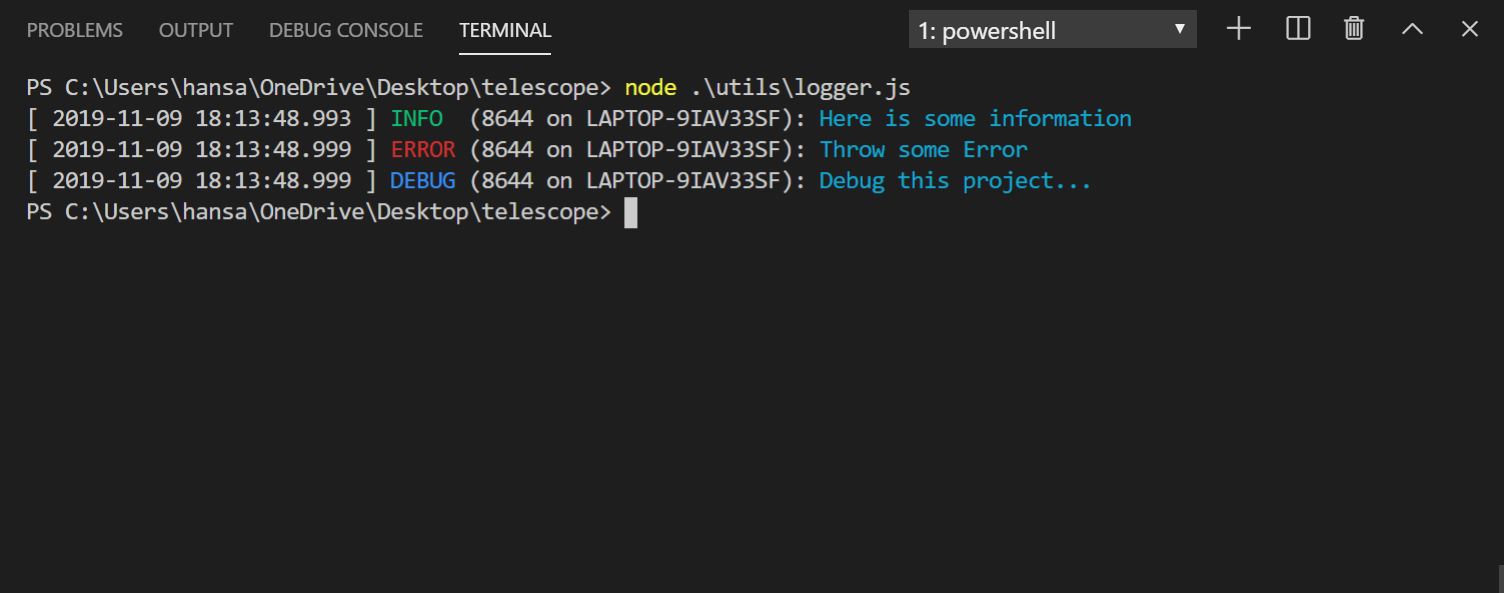 PROBLEMS OUTPUT DEBUG CONSOLE TERMINAL 1: powershell
PS C:\Users\hansa\OneDrive\Desktop\telescope> node .\utils\logger.js
[ 2019-11-09 18:13:48.993 ] INFO  (8644 on LAPTOP-9IAV33SF): Here is some information
[ 2019-11-09 18:13:48.999 ] ERROR (8644 on LAPTOP-9IAV33SF): Throw some Error
[ 2019-11-09 18:13:48.999 ] DEBUG (8644 on LAPTOP-9IAV33SF): Debug this project...
PS C:\Users\hansa\OneDrive\Desktop\telescope>